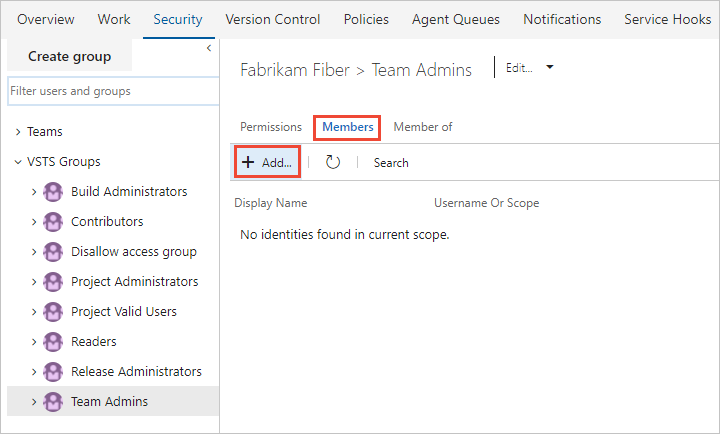 Overview Work Security Version Control Policies Agent Queues Notifications Service Hooks
Create group
Filter users and groups
Teams
VSTS Groups
Build Administrators
Contributors
Disallow access group
Project Administrators
Project Valid Users
Readers
Release Administrators
Team Admins
Fabrikam Fiber > Team Admins Edit...
Permissions Members Member of
+ Add... Search
Display Name Username Or Scope
No identities found in current scope.